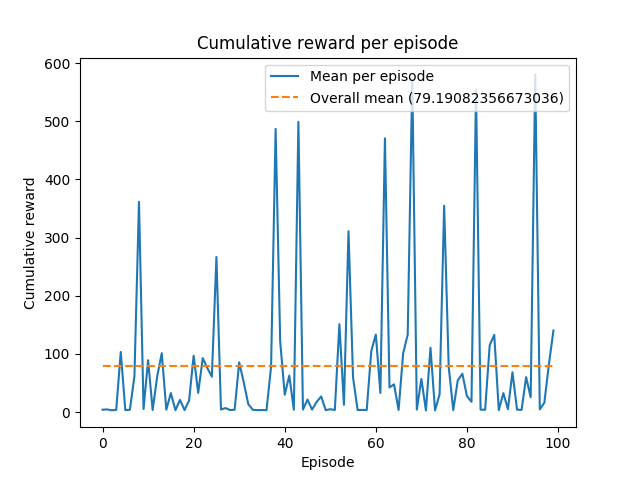 Cumulative reward per episode
Mean per episode
Overall mean (79.19082356673036)
600
500
400
300
200
100
0
Cumulative reward
0 20 40 60 80 100
Episode